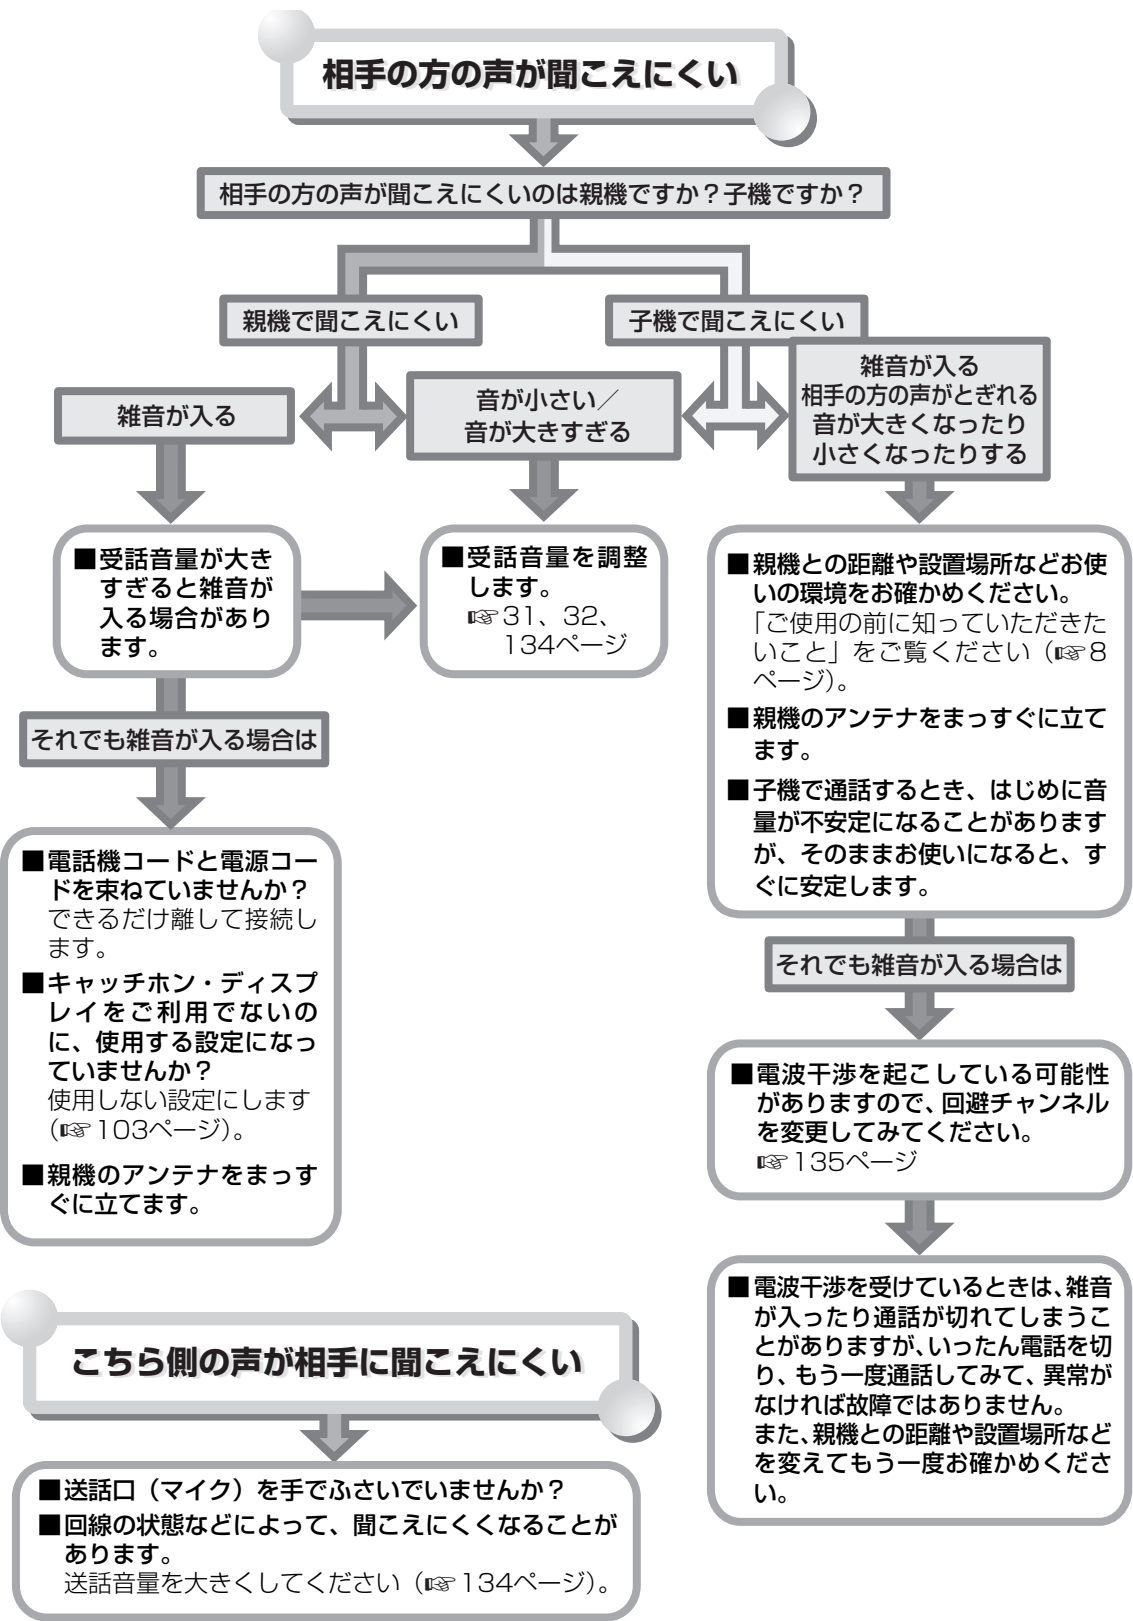 相手の方の声が聞こえにくい
相手の方の声が聞こえにくいのは親機ですか？子機ですか？
親機で聞こえにくい
子機で聞こえにくい
雑音が入る
音が小さい／
音が大きすぎる
雑音が入る
相手の方の声がとぎれる
音が大きくなったり
小さくなったりする
■受話音量が大き
すぎると雑音が
入る場合があり
ます。
■受話音量を調整
します。
☞31、32、
134ページ
■親機との距離や設置場所などお使
いの環境をお確かめください。
「ご使用の前に知っていただきた
いこと」をご覧ください（☞8
ページ）。
■親機のアンテナをまっすぐに立て
ます。
■子機で通話するとき、はじめに音
量が不安定になることがあります
が、そのままお使いになると、す
ぐに安定します。
それでも雑音が入る場合は
■電話機コードと電源コー
ドを束ねていませんか？
できるだけ離して接続し
ます。
■キャッチホン・ディスプ
レイをご利用でないの
に、使用する設定になっ
ていませんか？
使用しない設定にします
（☞103ページ）。
■親機のアンテナをまっす
ぐに立てます。
それでも雑音が入る場合は
■電波干渉を起こしている可能性
がありますので、回避チャンネル
を変更してみてください。
☞135ページ
■電波干渉を受けているときは、雑音
が入ったり通話が切れてしまうこ
とがありますが、いったん電話を切
り、もう一度通話してみて、異常が
なければ故障ではありません。
また、親機との距離や設置場所など
を変えてもう一度お確かめくださ
い。
こちら側の声が相手に聞こえにくい
■送話口（マイク）を手でふさいでいませんか？
■回線の状態などによって、聞こえにくくなることが
あります。
送話音量を大きくしてください（☞134ページ）。